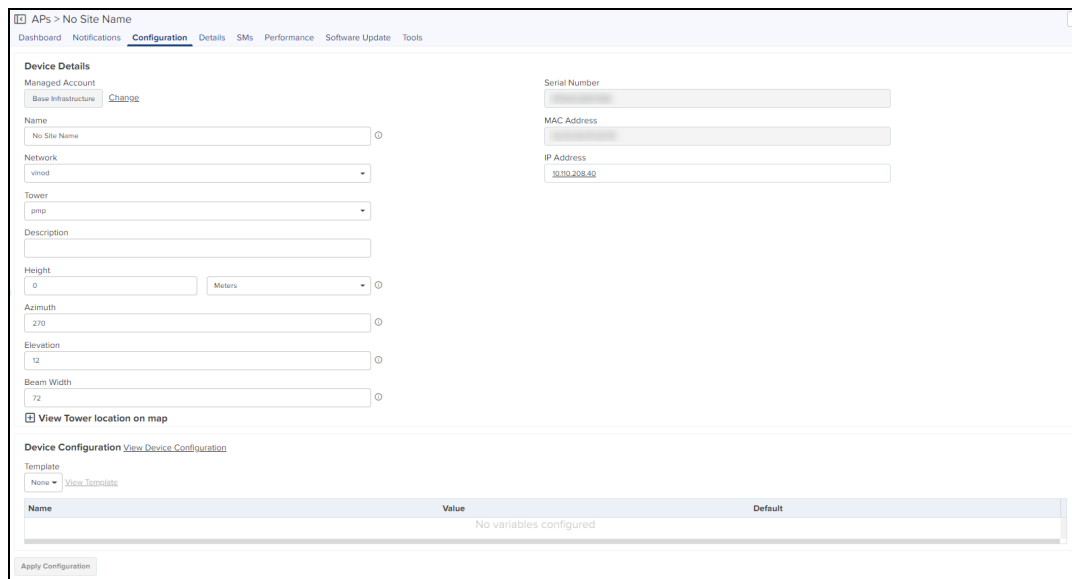 APs > No Site Name
Dashboard Notifications Configuration Details SMs Performance Software Update Tools
Device Details
Managed Account
Base Infrastructure Change
Name
No Site Name
Network
vinod
Tower
pmp
Description
Height
0 Meters
Azimuth
270
Elevation
12
Beam Width
72
View Tower location on map
Serial Number
MAC Address
IP Address
10.110.208.40
Device Configuration View Device Configuration
Template
None View Template
Name Value Default
No variables configured
Apply Configuration